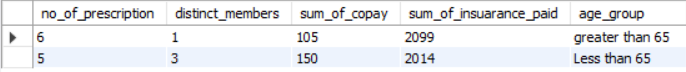 no_of_prescription distinct_members sum_of_copay sum_of_insuarance_paid age_group
6 1 105 2099 greater than 65
5 3 150 2014 Less than 65